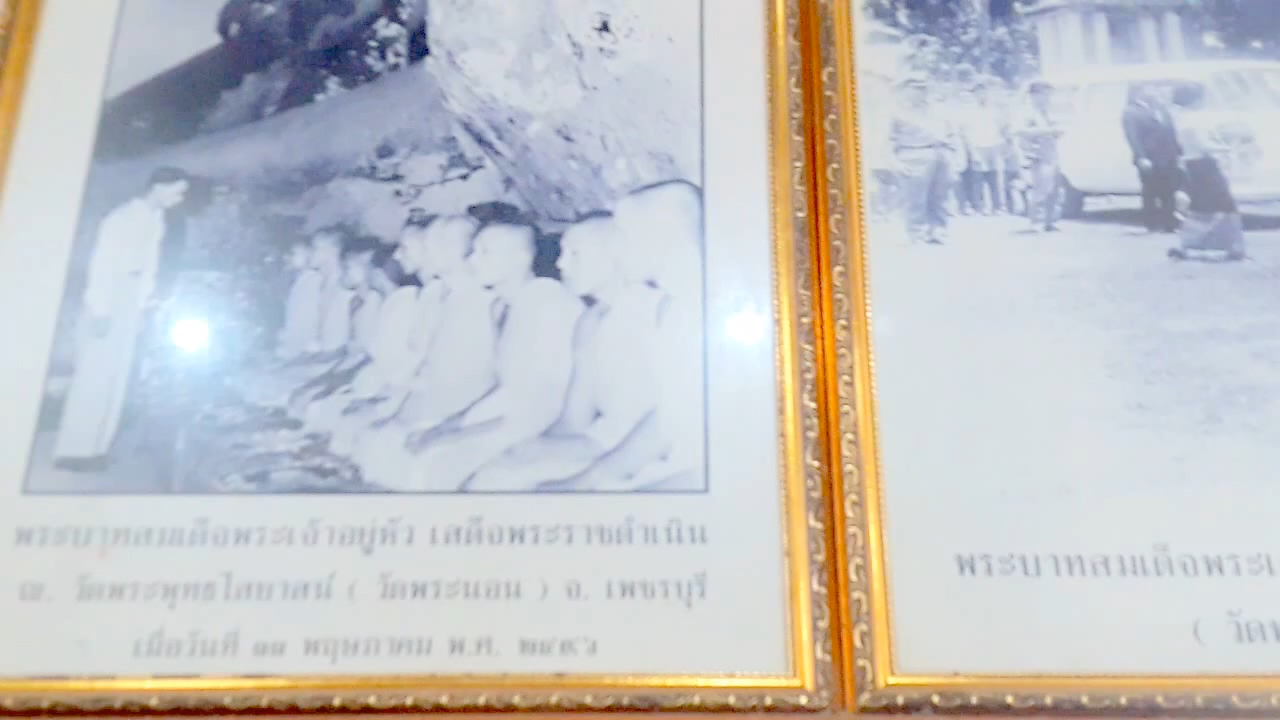 พระบาทสมเด็จพระเจ้าอยู่หัว เสด็จพระราชดำเนิน
ณ. วัดพระพุทธไสยาสน์ ( วัดพระนอน ) จ. เพชรบุรี
เมื่อวันที่ ๑๑ พฤษภาคม พ.ศ. ๒๔๙๖
พระบาทสมเด็จพระเ
( วัดพ